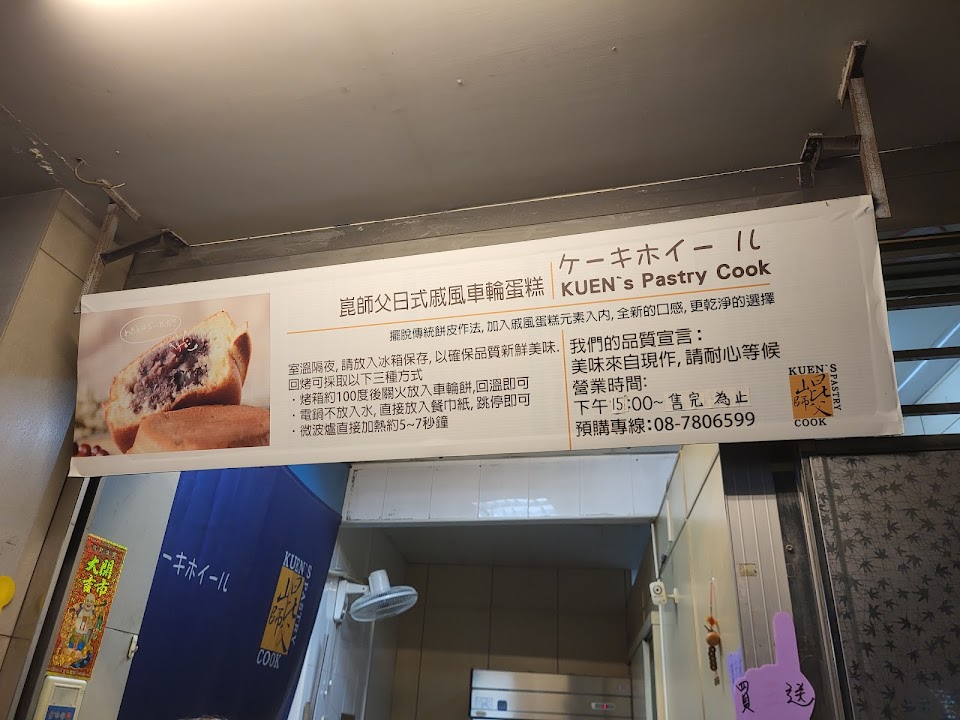 崑師父日式戚風車輪蛋糕
ケーキホイール
KUEN`s Pastry Cook
擺脫傳統餅皮作法, 加入戚風蛋糕元素入內, 全新的口感, 更乾淨的選擇
室溫隔夜, 請放入冰箱保存, 以確保品質新鮮美味.
回烤可採取以下三種方式
・烤箱約100度後關火放入車輪餅,回溫即可
・電鍋不放入水, 直接放入餐巾紙, 跳停即可
・微波爐直接加熱約5~7秒鐘
我們的品質宣言：
美味來自現作, 請耐心等候
營業時間:
下午 15:00~ 售完 為止
預購專線:08-7806599
KUEN`S PASTRY
崑師父
COOK
ーキホイール
KUEN`S
崑師父
COOK
大開市吉
買 送